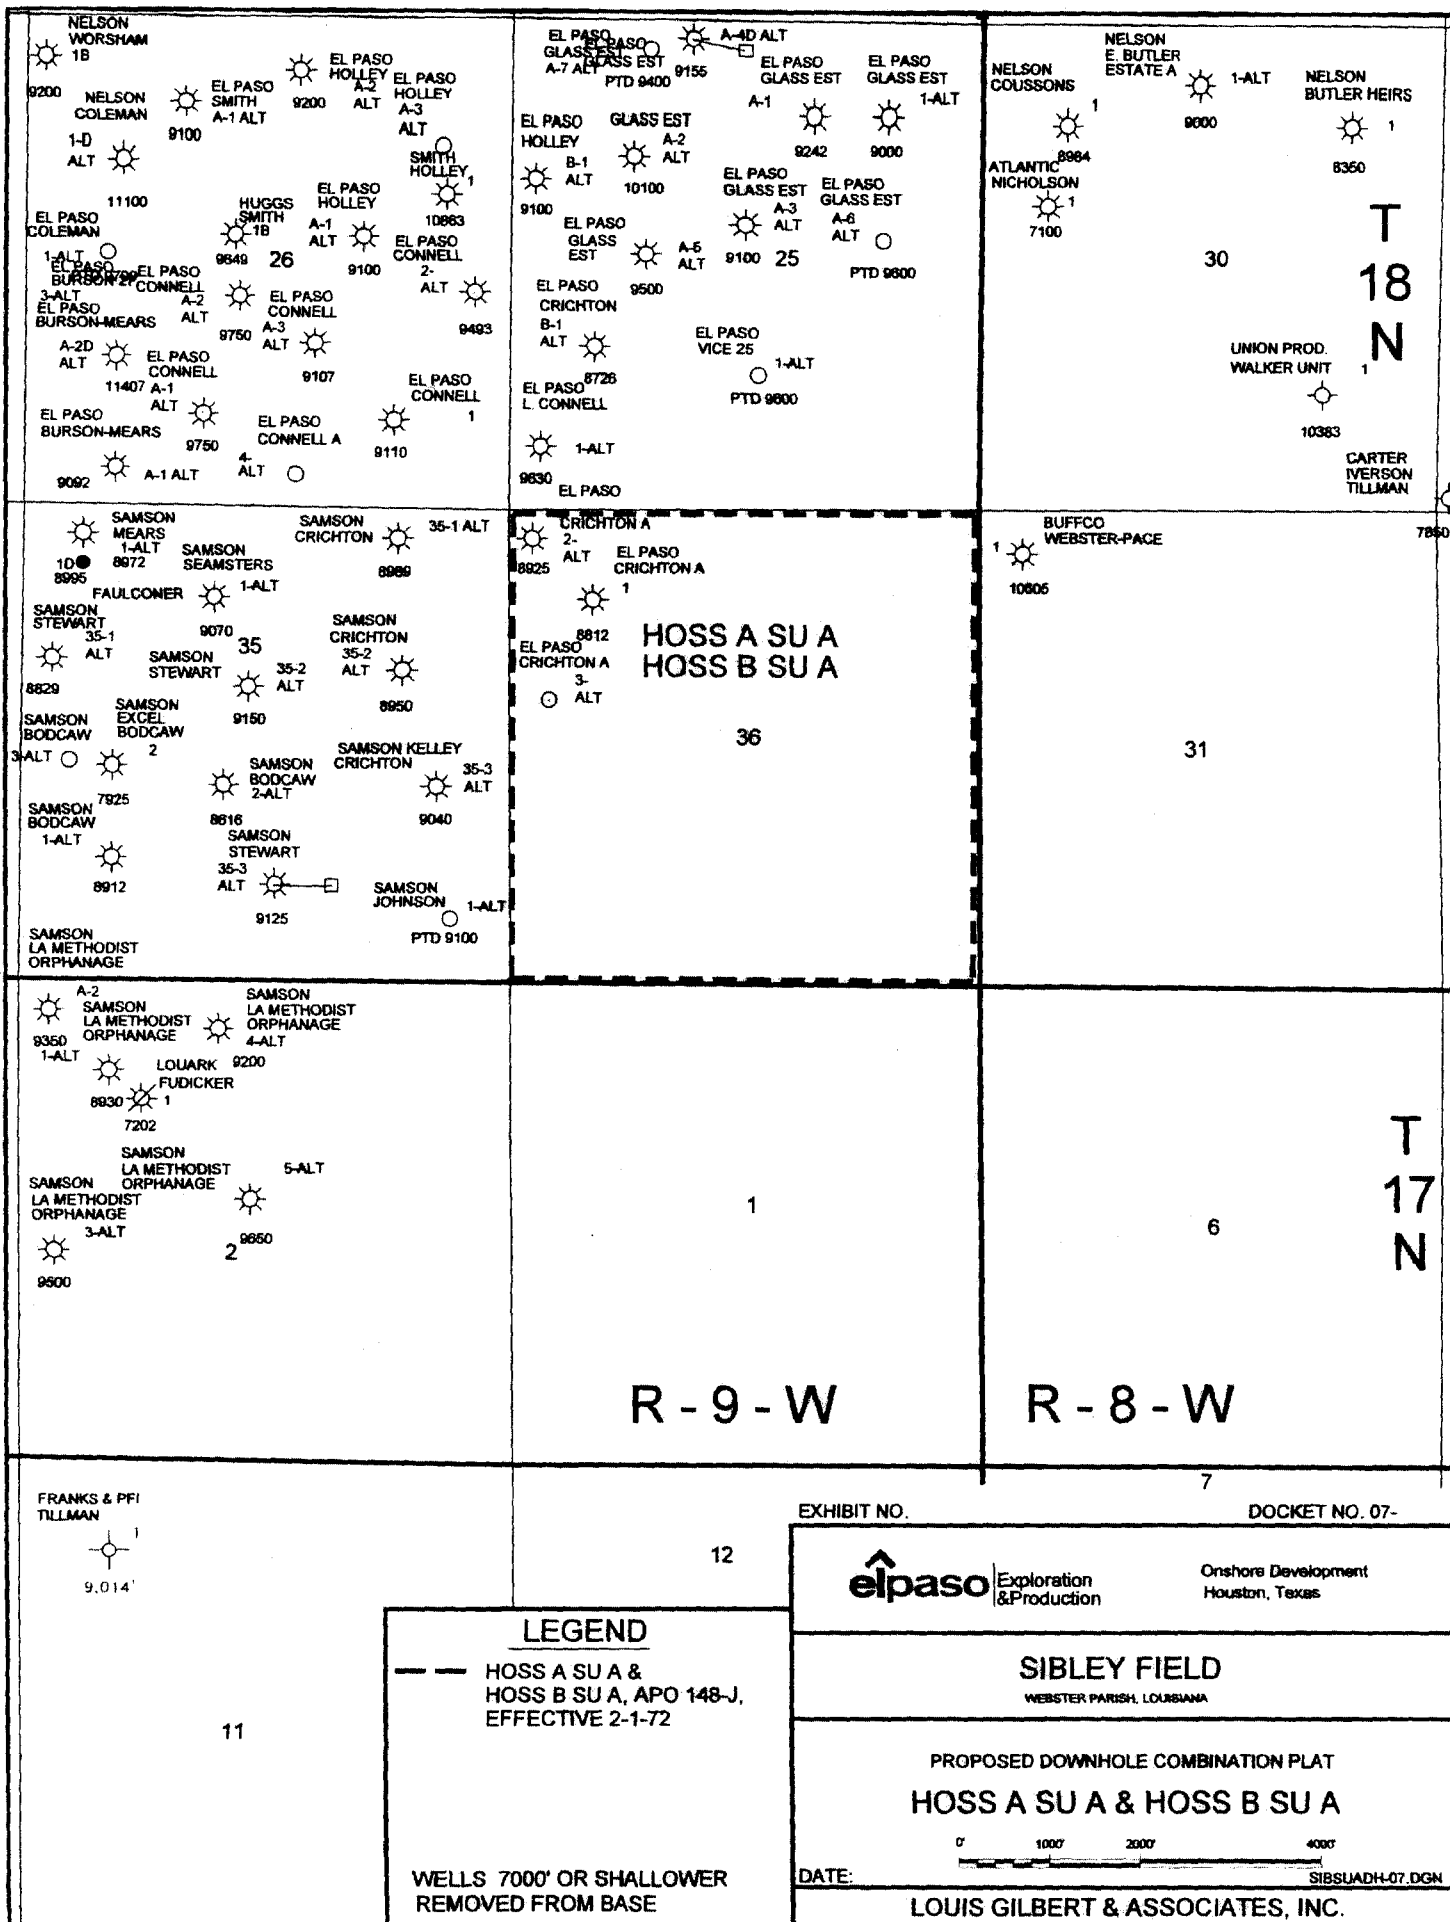 NELSON
WORSHAM
1B
9200
NELSON
COLEMAN
1-D
ALT
11100
EL PASO
SMITH
A-1 ALT
9100
EL PASO
HOLLEY
A-2
ALT
9200
EL PASO
HOLLEY
A-3
ALT
SMITH
HOLLEY
1
10883
EL PASO
COLEMAN
1-ALT
HUGGS
SMITH
1B
9649
26
EL PASO
HOLLEY
A-1
ALT
9100
EL PASO
CONNELL
2-
ALT
9493
EL PASO
BURSON
3-ALT
EL PASO
BURSON-MEARS
A-2D
ALT
11407
EL PASO
CONNELL
A-2
ALT
9750
EL PASO
CONNELL
A-3
ALT
9107
EL PASO
CONNELL
A-1
ALT
9750
EL PASO
CONNELL
1
9110
EL PASO
BURSON-MEARS
9092
A-1 ALT
EL PASO
CONNELL A
4-
ALT
EL PASO
GLASS EST
A-7 ALT
EL PASO
GLASS EST
PTD 9400
9155
A-4D ALT
EL PASO
GLASS EST
A-1
9242
EL PASO
GLASS EST
1-ALT
9000
EL PASO
HOLLEY
B-1
ALT
9100
GLASS EST
A-2
ALT
10100
EL PASO
GLASS EST
A-3
ALT
9100
25
EL PASO
GLASS EST
A-6
ALT
PTD 9600
EL PASO
GLASS
EST
A-5
ALT
9500
EL PASO
CRICHTON
B-1
ALT
8726
EL PASO
VICE 25
1-ALT
PTD 9800
EL PASO
L. CONNELL
1-ALT
9630
EL PASO
CRICHTON A
2-
ALT
8925
NELSON
COUSSONS
1
8984
NELSON
E. BUTLER
ESTATE A
1-ALT
9000
NELSON
BUTLER HEIRS
1
8350
ATLANTIC
NICHOLSON
1
7100
30
T
18
N
UNION PROD.
WALKER UNIT
1
10383
CARTER
IVERSON
TILLMAN
7850
SAMSON
MEARS
1-ALT
8972
1D
8995
SAMSON
SEAMSTERS
FAULCONER
1-ALT
9070
SAMSON
CRICHTON
35-1 ALT
8989
SAMSON
STEWART
35-1
ALT
8829
35
SAMSON
STEWART
35-2
ALT
9150
SAMSON
CRICHTON
35-2
ALT
8950
SAMSON
BODCAW
3-ALT
SAMSON
EXCEL
BODCAW
2
7925
SAMSON
BODCAW
2-ALT
8616
SAMSON KELLEY
CRICHTON
35-3
ALT
9040
SAMSON
BODCAW
1-ALT
8912
SAMSON
STEWART
35-3
ALT
9125
SAMSON
JOHNSON
1-ALT
PTD 9100
EL PASO
CRICHTON A
1
8812
EL PASO
CRICHTON A
3-
ALT
HOSS A SU A
HOSS B SU A
36
BUFFCO
WEBSTER-PACE
1
10605
31
SAMSON
LA METHODIST
ORPHANAGE
A-2
9350
SAMSON
LA METHODIST
ORPHANAGE
1-ALT
8930
SAMSON
LA METHODIST
ORPHANAGE
4-ALT
9200
LOUARK
FUDICKER
1
7202
SAMSON
LA METHODIST
ORPHANAGE
5-ALT
9650
SAMSON
LA METHODIST
ORPHANAGE
3-ALT
9500
2
1
6
T
17
N
R - 9 - W
R - 8 - W
7
FRANKS & PFI
TILLMAN
1
9,014'
11
12
EXHIBIT NO.
DOCKET NO. 07-
elpaso
Exploration
&Production
Onshore Development
Houston, Texas
SIBLEY FIELD
WEBSTER PARISH, LOUISIANA
PROPOSED DOWNHOLE COMBINATION PLAT
HOSS A SU A & HOSS B SU A
0' 1000' 2000' 4000'
DATE:
SIBSUADH-07.DGN
LOUIS GILBERT & ASSOCIATES, INC.
LEGEND
HOSS A SU A &
HOSS B SU A, APO 148-J,
EFFECTIVE 2-1-72
WELLS 7000' OR SHALLOWER
REMOVED FROM BASE